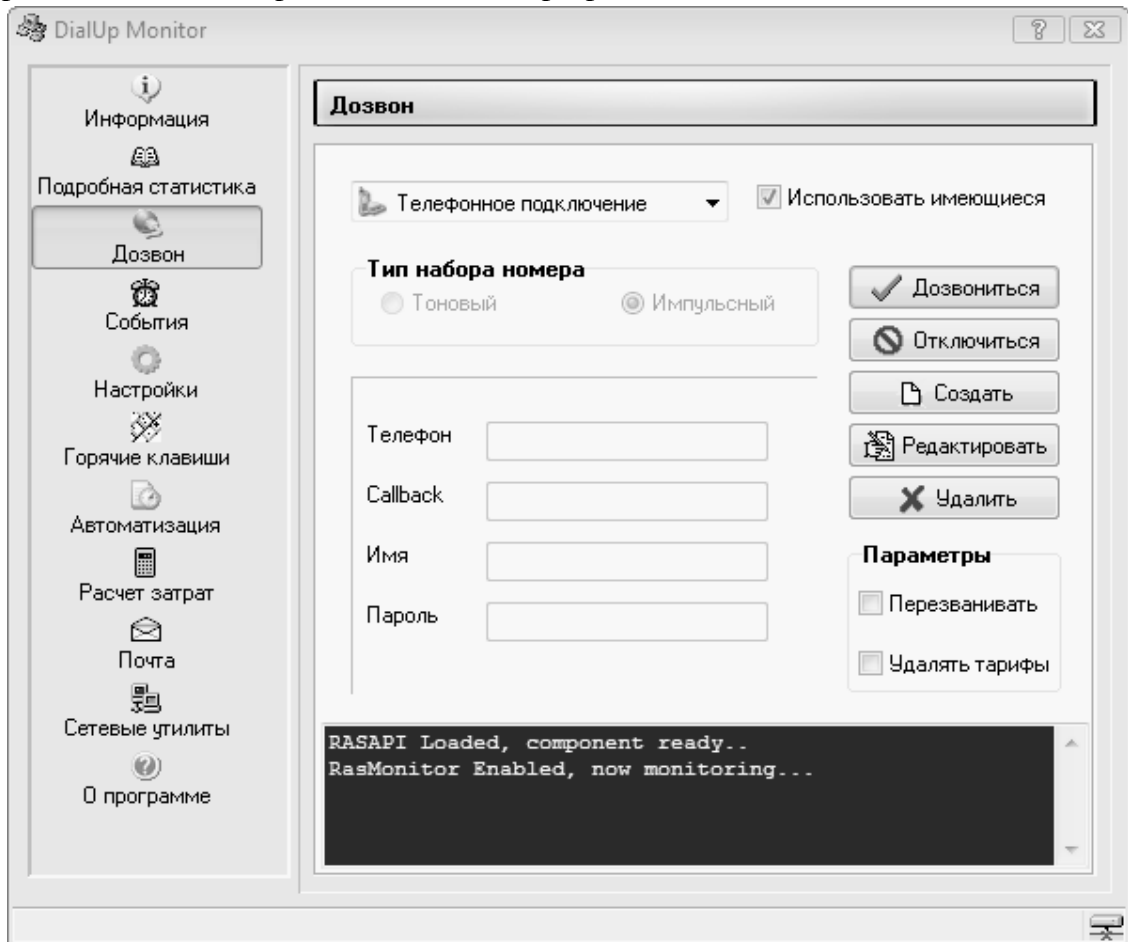 DialUp Monitor
Информация
Подробная статистика
Дозвон
События
Настройки
Горячие клавиши
Автоматизация
Расчет затрат
Почта
Сетевые утилиты
О программе
Дозвон
Телефонное подключение
Использовать имеющиеся
Тип набора номера
Тоновый
Импульсный
Дозвониться
Отключиться
Создать
Редактировать
Удалить
Телефон
Callback
Имя
Пароль
Параметры
Перезванивать
Удалять тарифы
RASAPI Loaded, component ready..
RasMonitor Enabled, now monitoring...